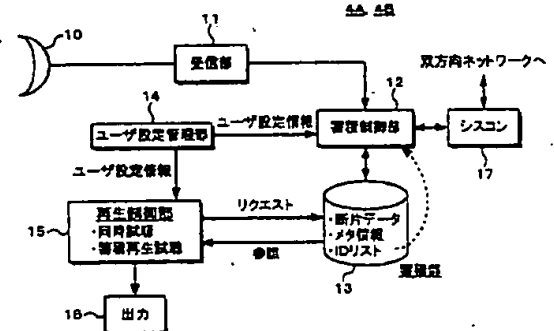 4A, 4B
10
11
受信部
双方向ネットワークへ
12
14
ユーザ設定情報
ユーザ設定管理部
蓄積制御部
シスコン
17
ユーザ設定情報
再生制御部
・同時試聴
・蓄積再生試聴
15
リクエスト
参照
・断片データ
・メタ情報
・IDリスト
13
蓄積部
16
出力